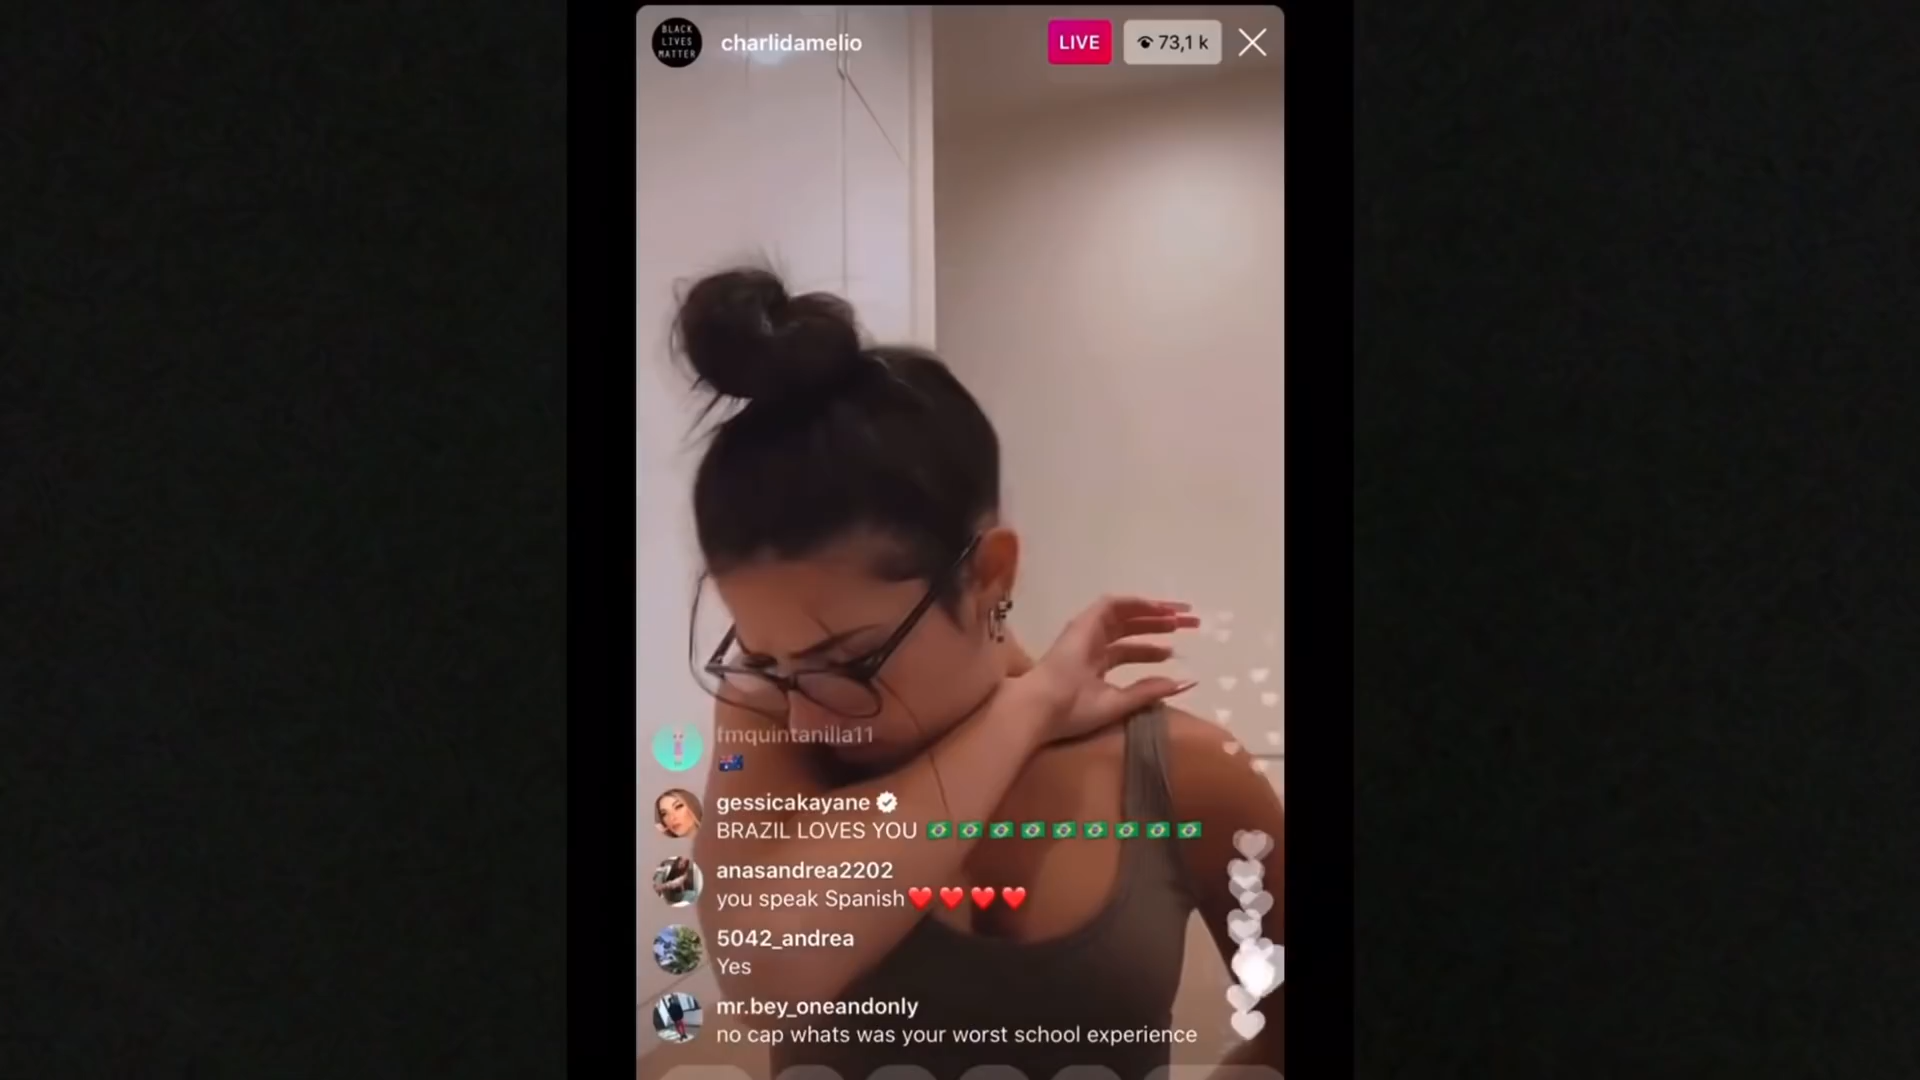 BLACK
LIVES
MATTER
charlidamelio
LIVE
73,1 k
fmquintanilla11
🇦🇺
gessicakayane
BRAZIL LOVES YOU 🇧🇷🇧🇷🇧🇷🇧🇷🇧🇷🇧🇷🇧🇷🇧🇷🇧🇷
anasandrea2202
you speak Spanish❤️❤️❤️❤️
5042_andrea
Yes
mr.bey_oneandonly
no cap whats was your worst school experience